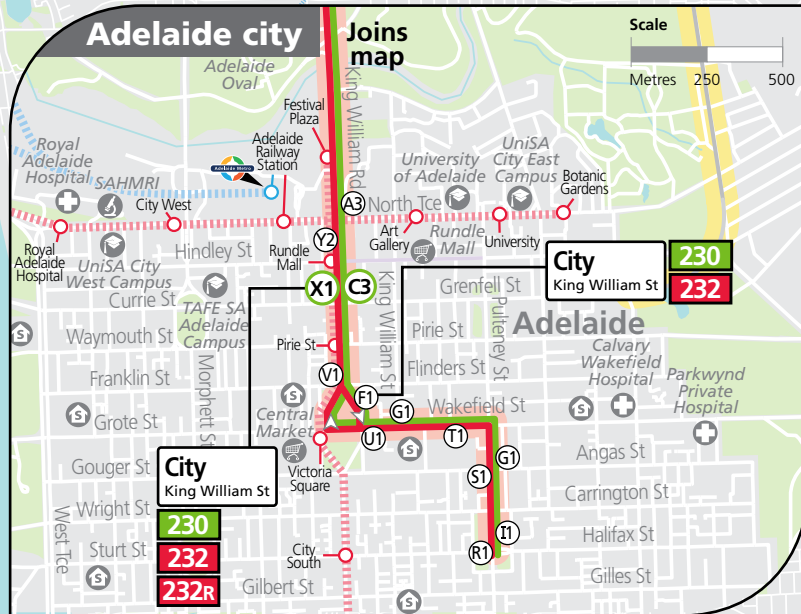 Adelaide city
Joins
map
Scale
Metres 250 500
Adelaide
Oval
King William Rd
Festival
Plaza
Adelaide
Railway
Station
Adelaide Metro
Royal
Adelaide
Hospital
SAHMRI
City West
University
of Adelaide
UniSA
City East
Campus
Botanic
Gardens
A3
North Tce
Art
Gallery
Rundle
Mall
University
Royal
Adelaide
Hospital
UniSA City
West Campus
Hindley St
Rundle
Mall
Y2
City
King William St
230
232
X1
C3
Currie St
TAFE SA
Adelaide
Campus
Grenfell St
Waymouth St
Pirie St
King William St
Pirie St
Pulteney St
Adelaide
Franklin St
Morphett St
V1
Flinders St
Calvary
Wakefield
Hospital
Parkwynd
Private
Hospital
F1
G1
Wakefield St
Grote St
Central
Market
U1
T1
Gouger St
City
King William St
230
232
232R
Victoria
Square
G1
S1
Angas St
Carrington St
Wright St
West Tce
Sturt St
City
South
I1
R1
Halifax St
Gilles St
Gilbert St
S
S
S
S
S
S
S
S